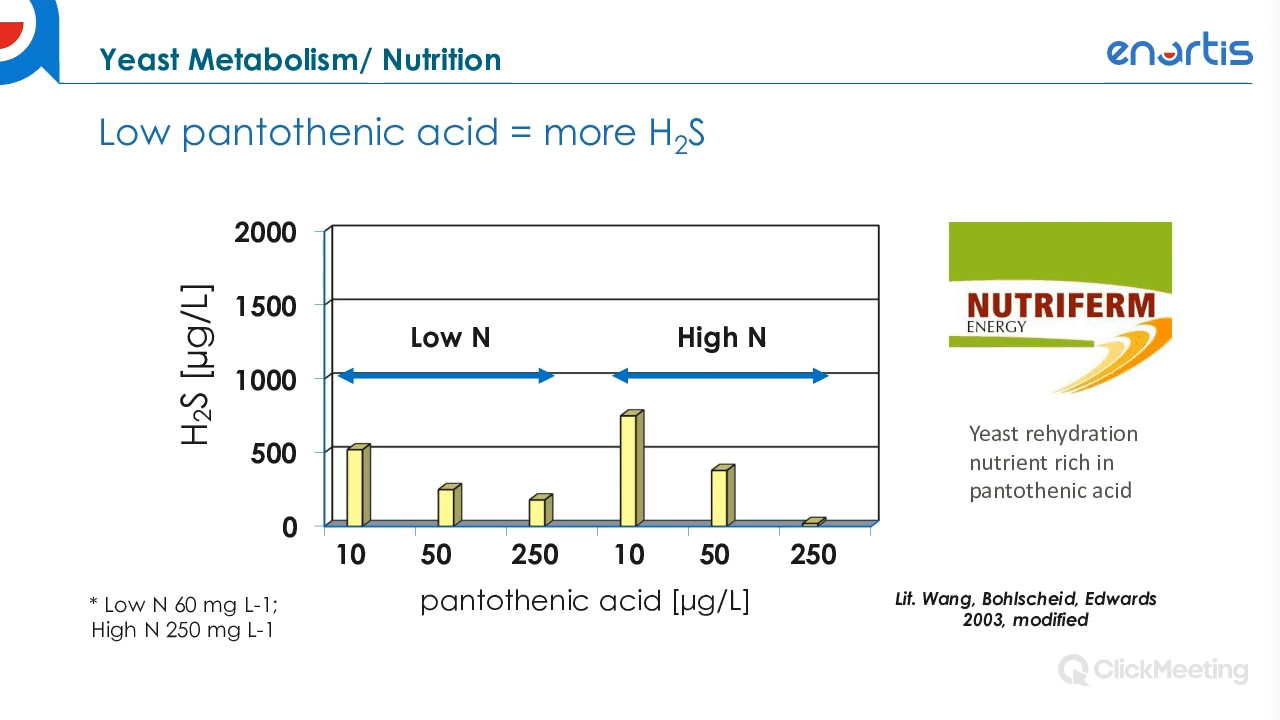 Yeast Metabolism/ Nutrition
enartis
Low pantothenic acid = more H₂S
2000
1500
1000
500
0
H₂S [µg/L]
Low N
High N
10 50 250 10 50 250
pantothenic acid [µg/L]
NUTRIFERM
ENERGY
Yeast rehydration
nutrient rich in
pantothenic acid
* Low N 60 mg L-1;
High N 250 mg L-1
Lit. Wang, Bohlscheid, Edwards
2003, modified
ClickMeeting